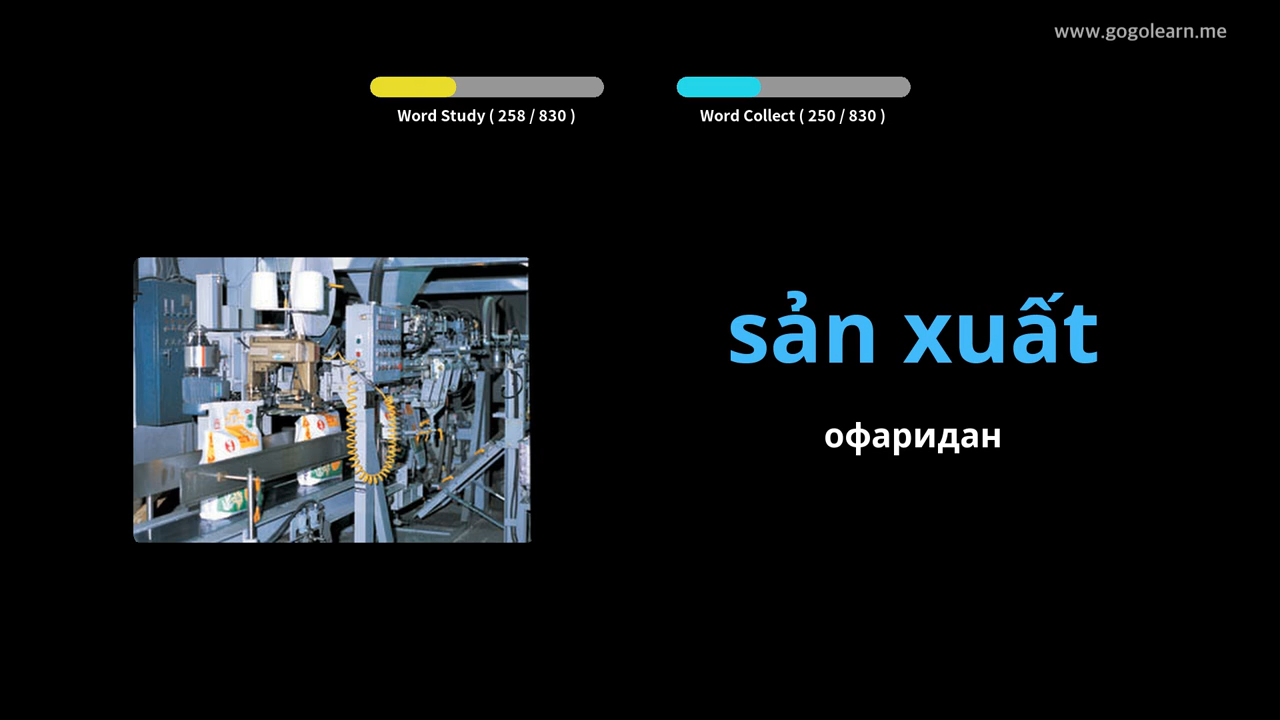 www.gogolearn.me
Word Study ( 258 / 830 )
Word Collect ( 250 / 830 )
sản xuất
офаридан